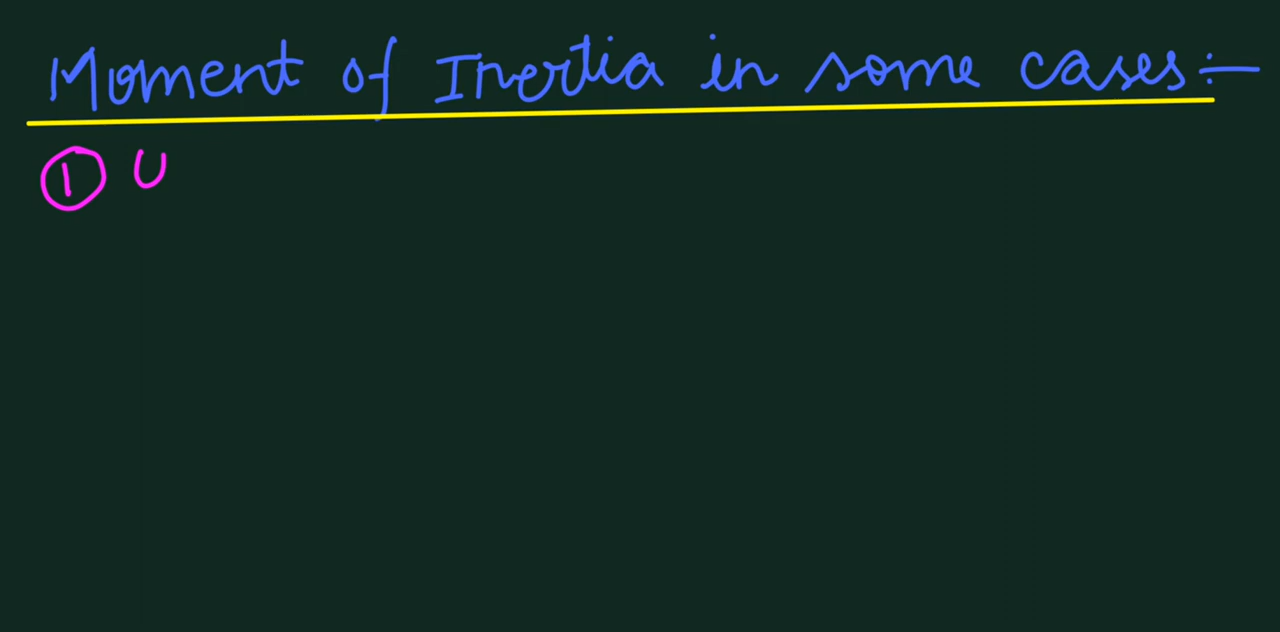 Moment of Inertia in some cases:-
① U